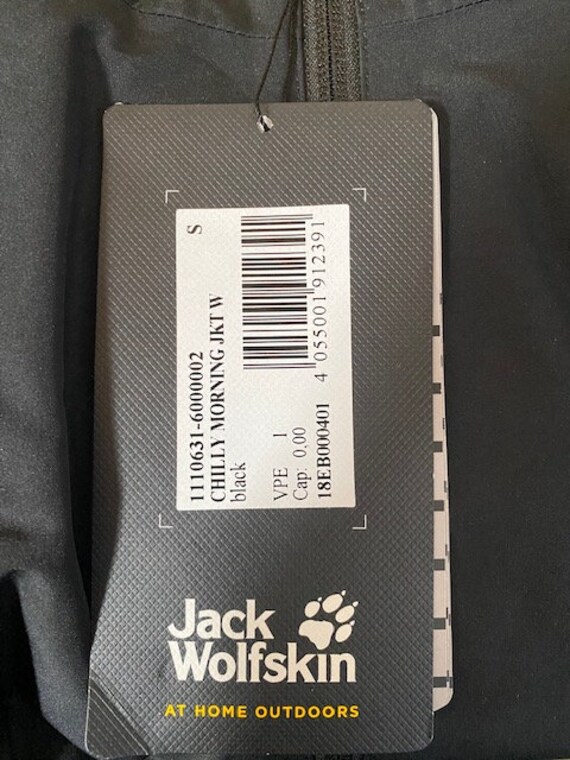 1110631-6000002
CHILLY MORNING JKT W
black
S
VPE 1
Cap: 0,00
18EB000401
4 055001 912391
Jack
Wolfskin
AT HOME OUTDOORS